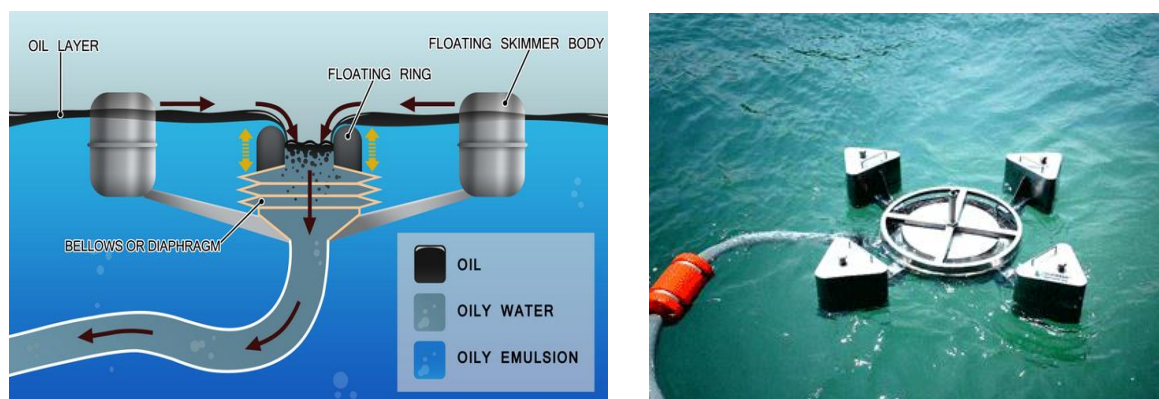 OIL LAYER
FLOATING SKIMMER BODY
FLOATING RING
BELLOWS OR DIAPHRAGM
OIL
OILY WATER
OILY EMULSION